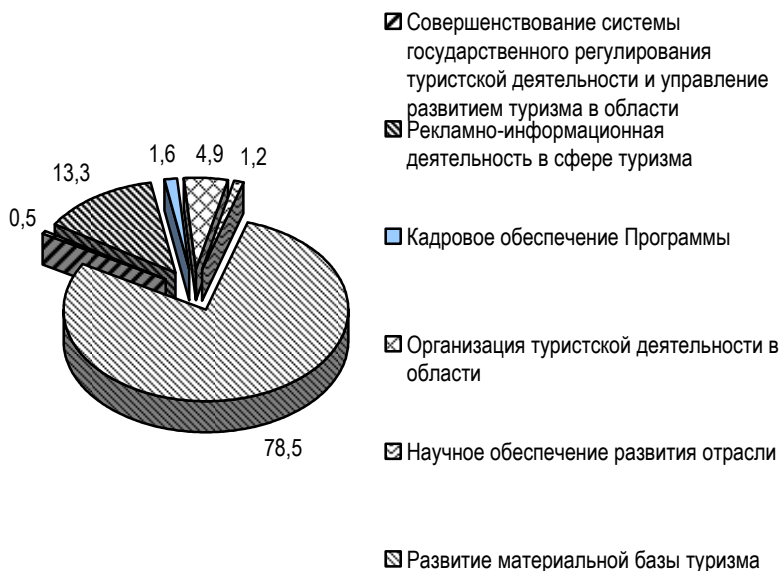 Совершенствование системы
государственного регулирования
туристской деятельности и управление
развитием туризма в области
Рекламно-информационная
деятельность в сфере туризма
Кадровое обеспечение Программы
Организация туристской деятельности в
области
Научное обеспечение развития отрасли
Развитие материальной базы туризма
0,5
13,3
1,6
4,9
1,2
78,5